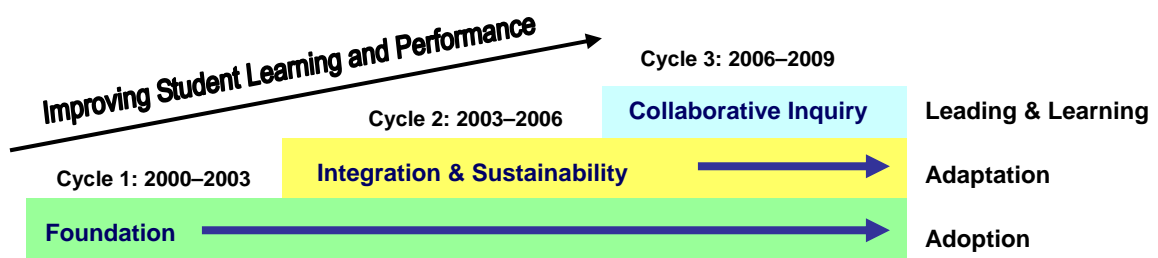 Improving Student Learning and Performance
Cycle 3: 2006–2009
Collaborative Inquiry Leading & Learning
Cycle 2: 2003–2006
Integration & Sustainability Adaptation
Cycle 1: 2000–2003
Foundation Adoption